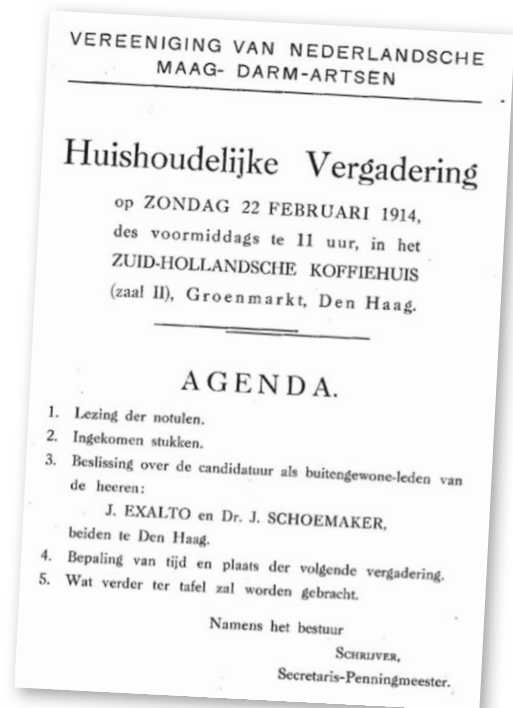 VEREENIGING VAN NEDERLANDSCHE
MAAG- DARM-ARTSEN
Huishoudelijke Vergadering
op ZONDAG 22 FEBRUARI 1914,
des voormiddags te 11 uur, in het
ZUID-HOLLANDSCHE KOFFIEHUIS
(zaal II), Groenmarkt, Den Haag.
AGENDA.
1. Lezing der notulen.
2. Ingekomen stukken.
3. Beslissing over de candidatuur als buitengewone-leden van
de heeren:
J. EXALTO en Dr. J. SCHOEMAKER,
beiden te Den Haag.
4. Bepaling van tijd en plaats der volgende vergadering.
5. Wat verder ter tafel zal worden gebracht.
Namens het bestuur
SCHRIJVER,
Secretaris-Penningmeester.